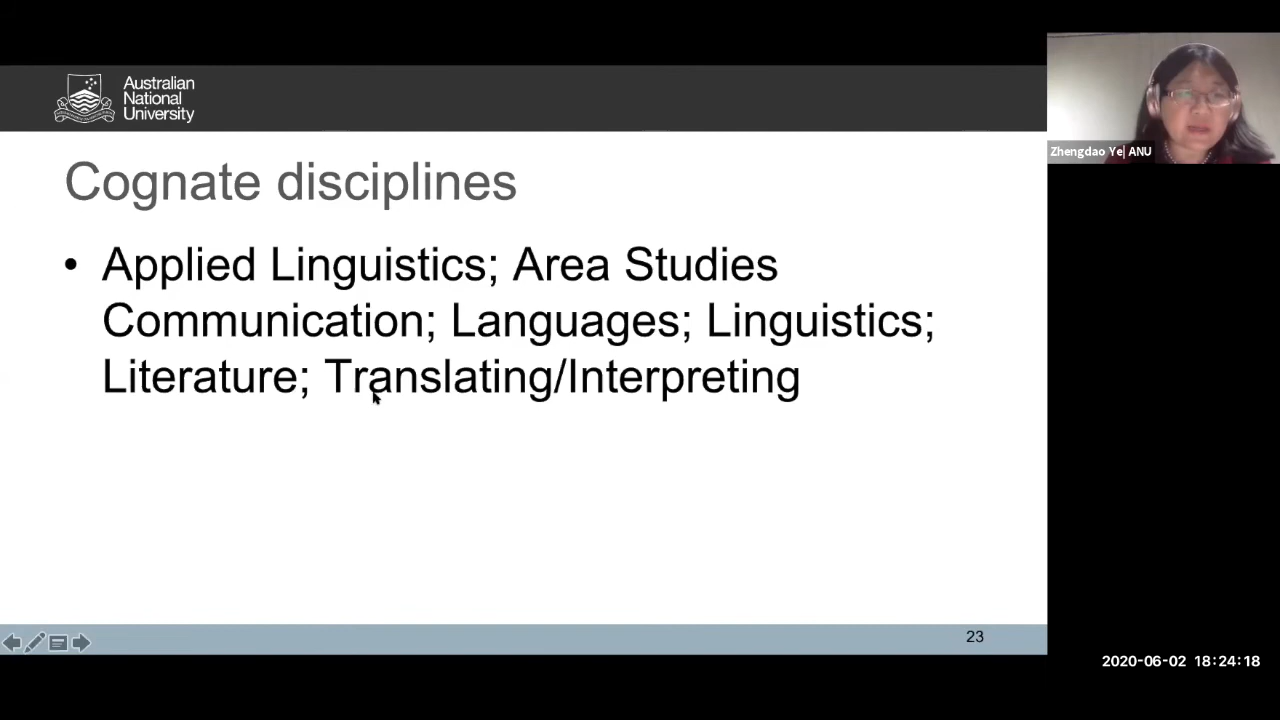 Australian
National
University
Zhengdao Ye| ANU
Cognate disciplines
• Applied Linguistics; Area Studies
Communication; Languages; Linguistics;
Literature; Translating/Interpreting
23
2020-06-02 18:24:18